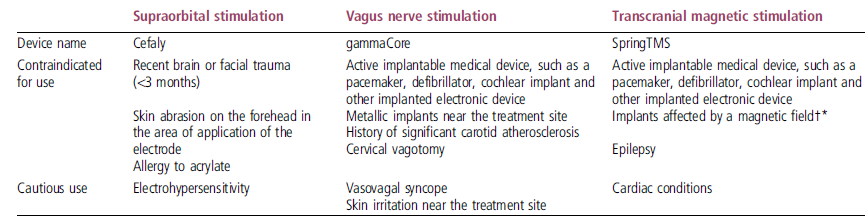 Supraorbital stimulation Vagus nerve stimulation Transcranial magnetic stimulation
Device name Cefaly gammaCore SpringTMS
Contraindicated Recent brain or facial trauma Active implantable medical device, such as a Active implantable medical device, such as a
for use (<3 months) pacemaker, defibrillator, cochlear implant and pacemaker, defibrillator, cochlear implant and
other implanted electronic device other implanted electronic device
Skin abrasion on the forehead in Metallic implants near the treatment site Implants affected by a magnetic field†*
the area of application of the History of significant carotid atherosclerosis
electrode Cervical vagotomy Epilepsy
Allergy to acrylate
Cautious use Electrohypersensitivity Vasovagal syncope Cardiac conditions
Skin irritation near the treatment site